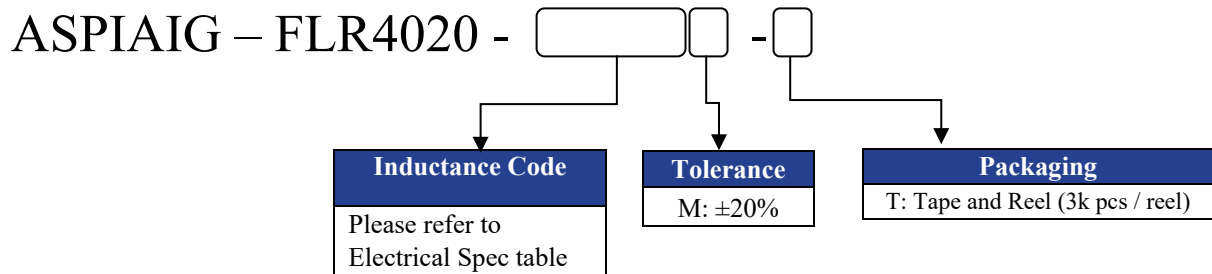 ASPIAIG – FLR4020 - -
Inductance Code
Please refer to
Electrical Spec table
Tolerance
M: ±20%
Packaging
T: Tape and Reel (3k pcs / reel)